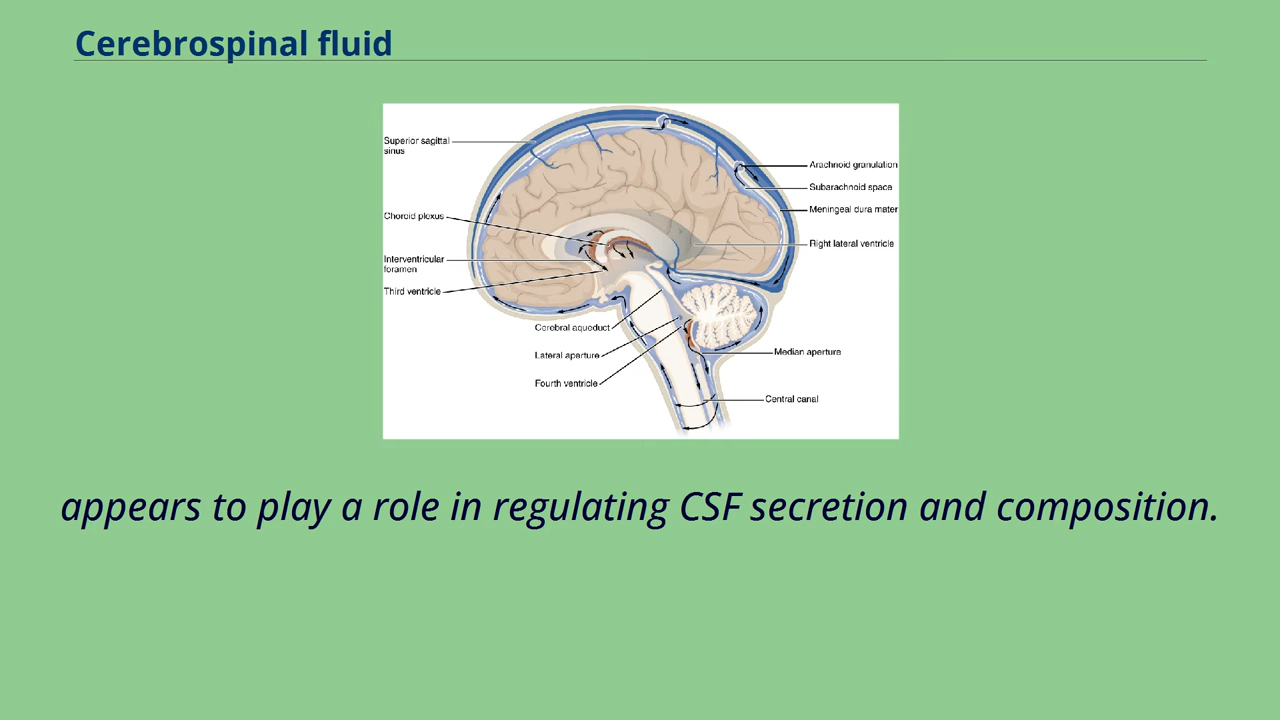 Cerebrospinal fluid
Superior sagittal
sinus
Choroid plexus
Interventricular
foramen
Third ventricle
Cerebral aqueduct
Lateral aperture
Fourth ventricle
Arachnoid granulation
Subarachnoid space
Meningeal dura mater
Right lateral ventricle
Median aperture
Central canal
appears to play a role in regulating CSF secretion and composition.